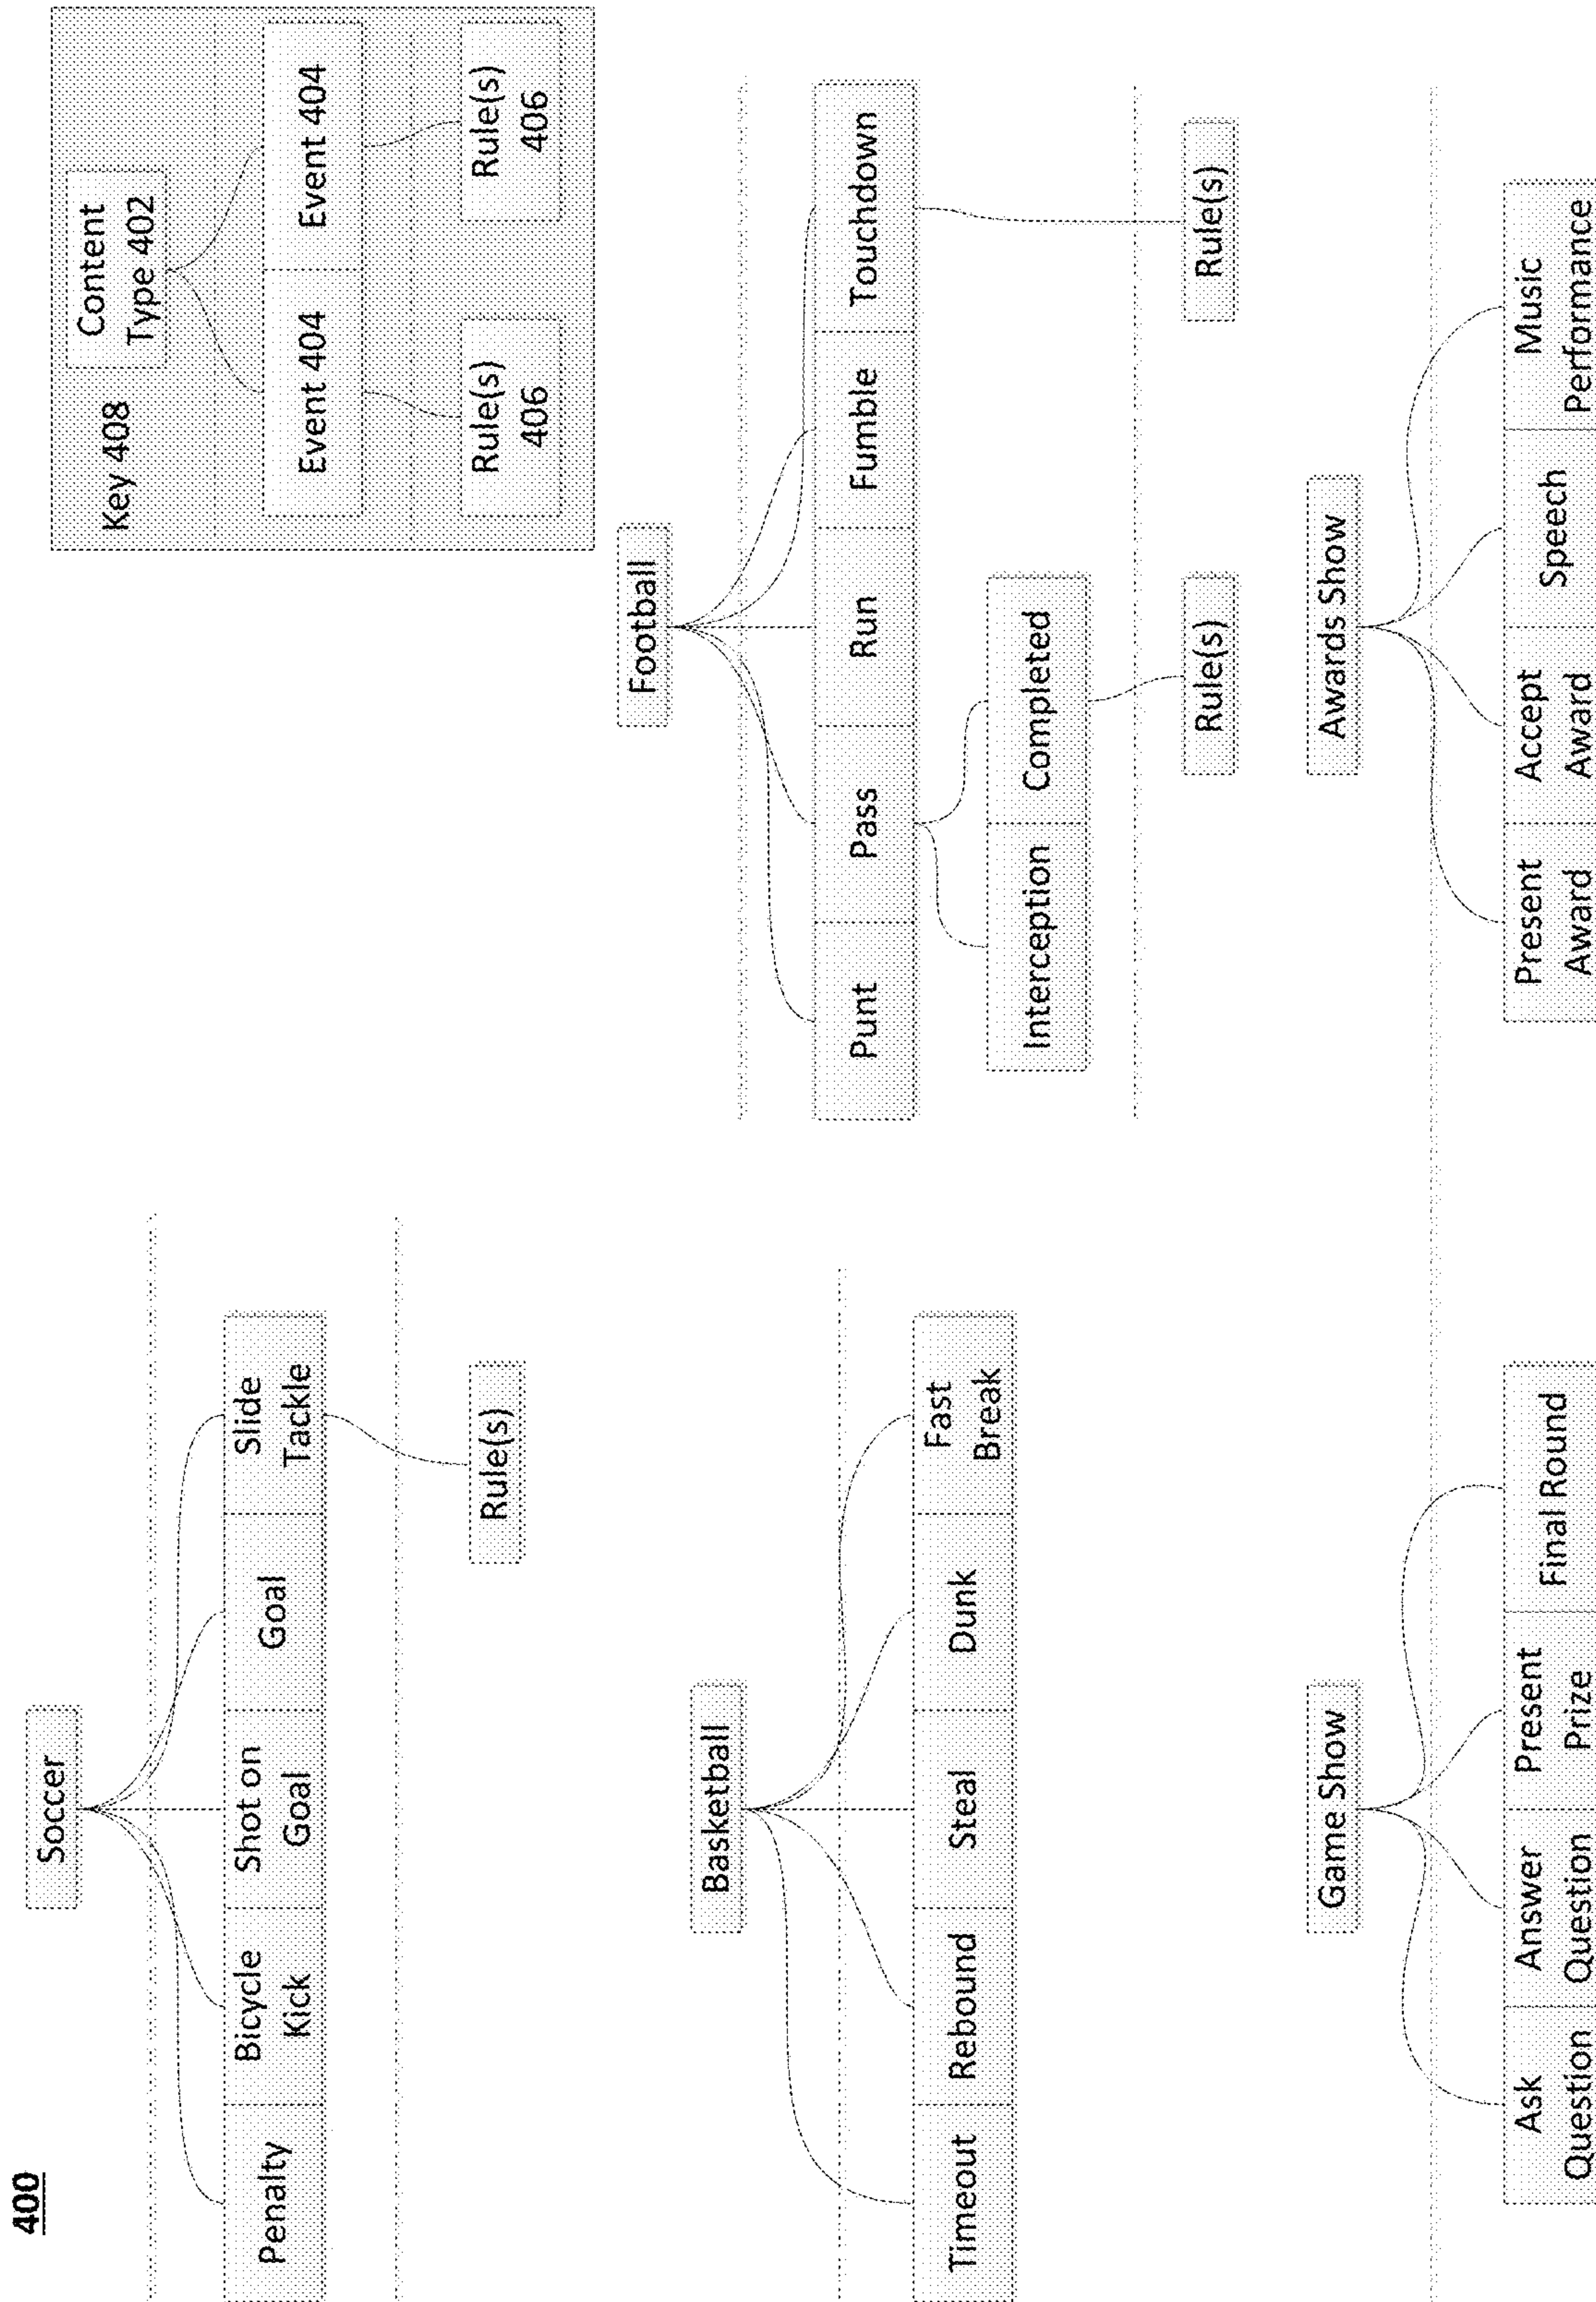 400
Soccer
Penalty
Bicycle
Kick
Shot on
Goal
Goal
Slide
Tackle
Rule(s)
Key 408
Content
Type 402
Event 404
Event 404
Rule(s)
406
Rule(s)
406
Basketball
Timeout
Rebound
Steal
Dunk
Fast
Break
Football
Punt
Pass
Run
Fumble
Touchdown
Interception
Completed
Rule(s)
Rule(s)
Game Show
Ask
Question
Answer
Question
Present
Prize
Final Round
Awards Show
Present
Award
Accept
Award
Speech
Music
Performance